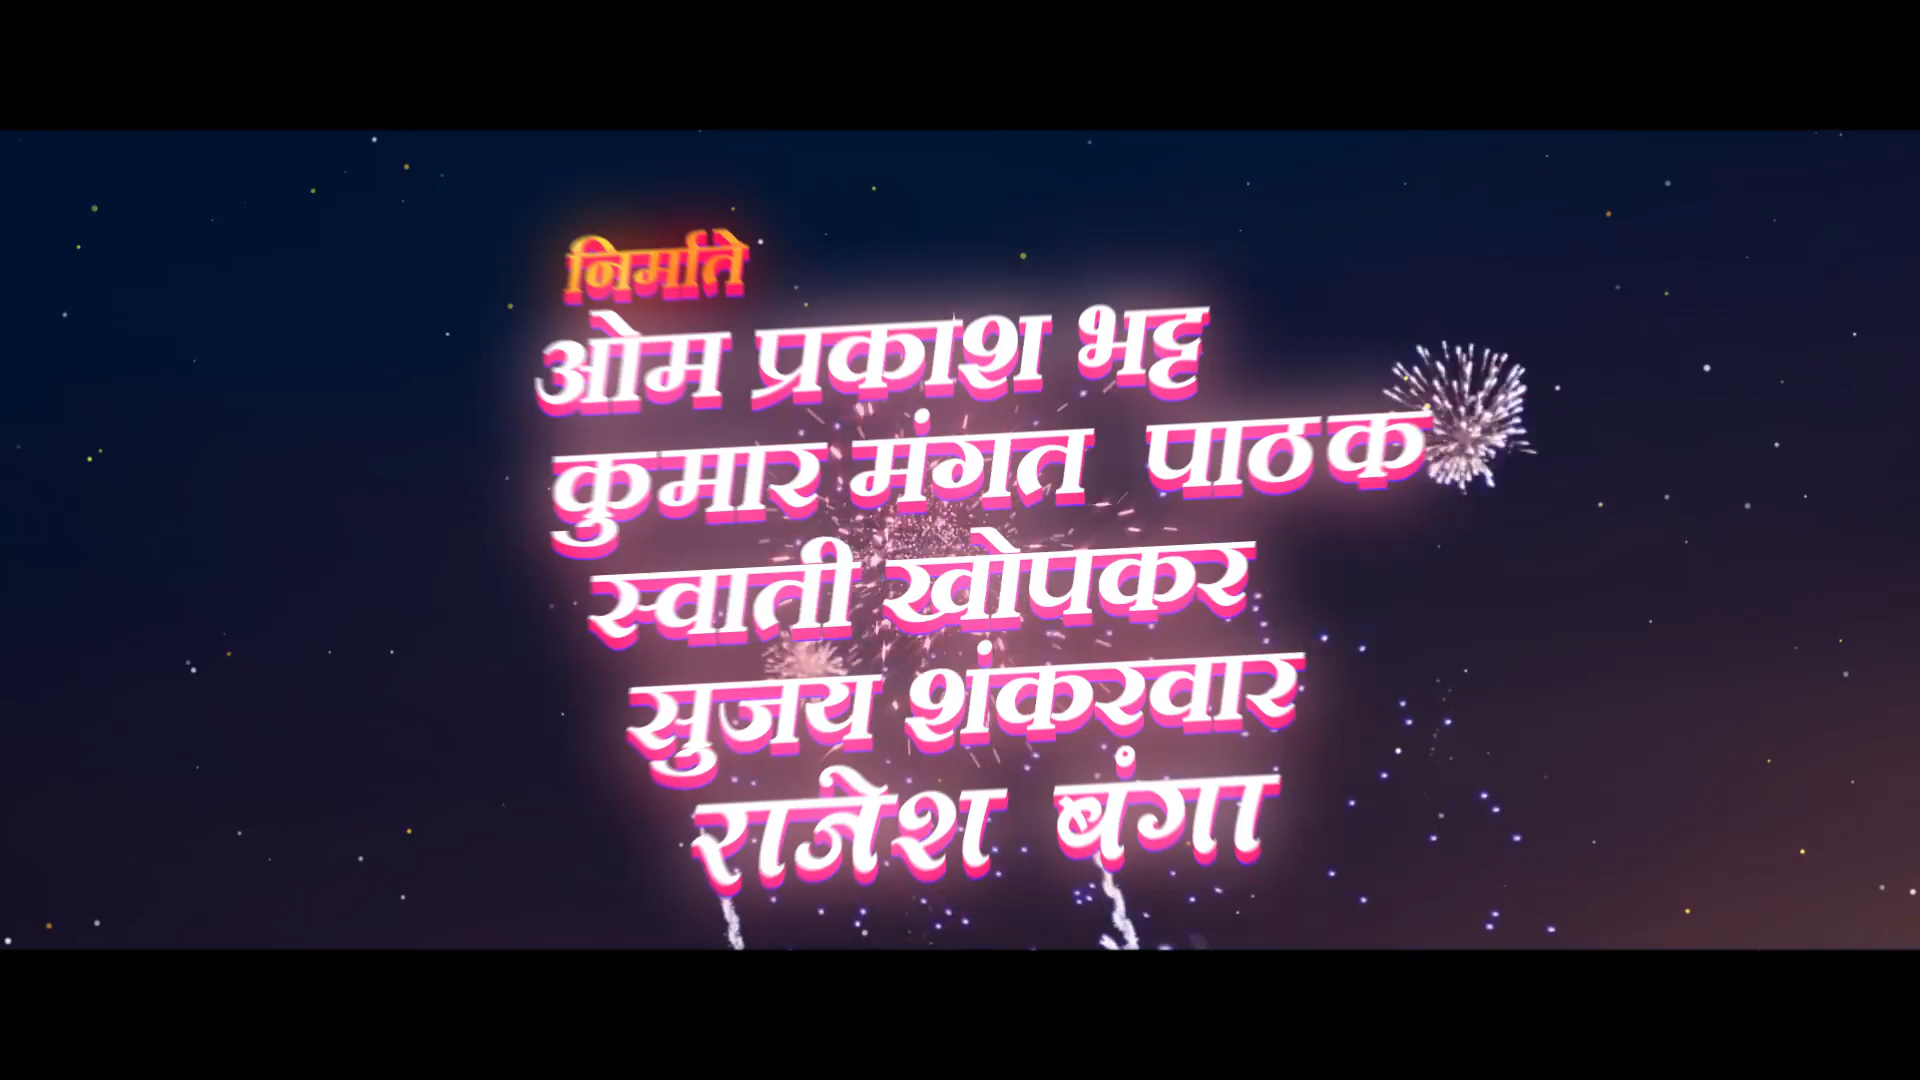 निर्माते
ओम प्रकाश भट्ट
कुमार मंगत पाठक
स्वाती खोपकर
सुजय शंकरवार
राजेश बंगा